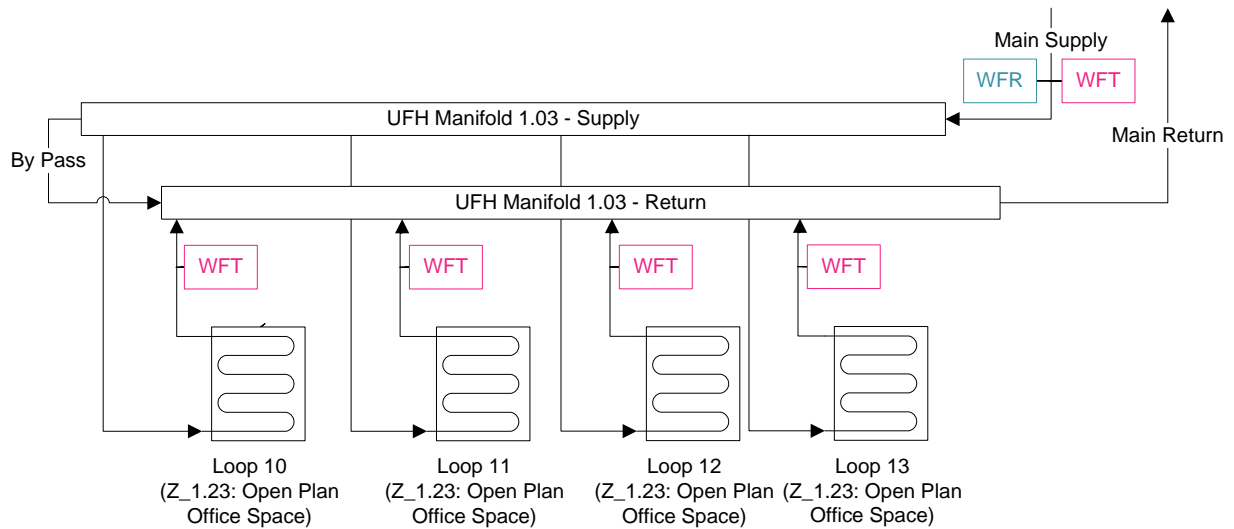 Main Supply
WFR
WFT
UFH Manifold 1.03 - Supply
Main Return
By Pass
UFH Manifold 1.03 - Return
WFT
WFT
WFT
WFT
Loop 10
(Z_1.23: Open Plan
Office Space)
Loop 11
(Z_1.23: Open Plan
Office Space)
Loop 12
(Z_1.23: Open Plan
Office Space)
Loop 13
(Z_1.23: Open Plan
Office Space)